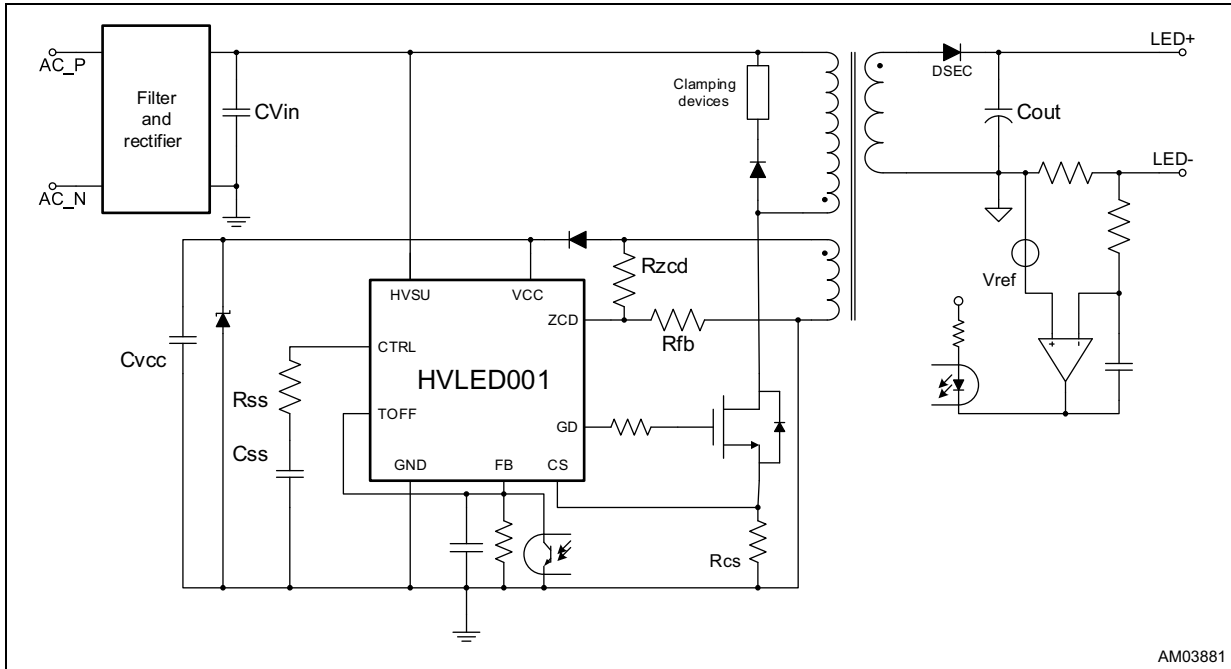 AC_P
Filter
and
rectifier
CVin
AC_N
Clamping
devices
DSEC
LED+
Cout
LED-
Vref
+
-
Rzcd
Rfb
HVSU
VCC
ZCD
CTRL
HVLED001
TOFF
GD
GND
FB
CS
Cvcc
Rss
Css
Rcs
AM03881